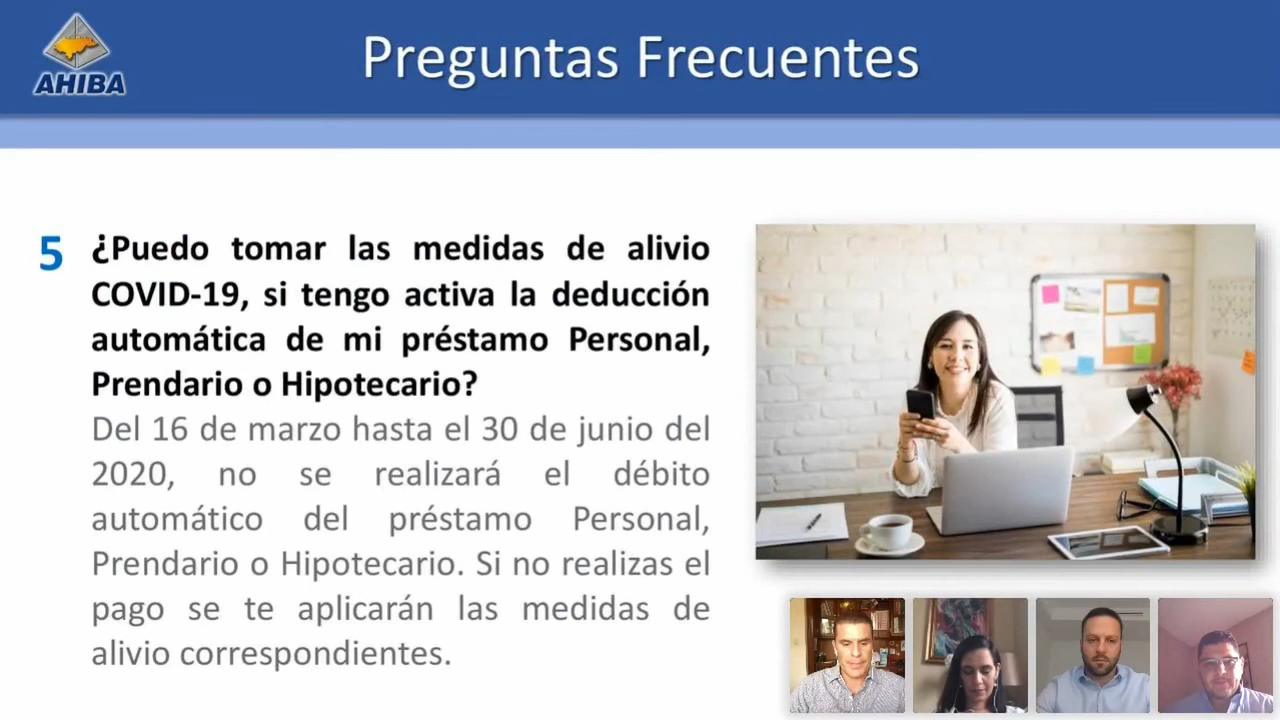 AHIBA
Preguntas Frecuentes
5 ¿Puedo tomar las medidas de alivio
COVID-19, si tengo activa la deducción
automática de mi préstamo Personal,
Prendario o Hipotecario?
Del 16 de marzo hasta el 30 de junio del
2020, no se realizará el débito
automático del préstamo Personal,
Prendario o Hipotecario. Si no realizas el
pago se te aplicarán las medidas de
alivio correspondientes.